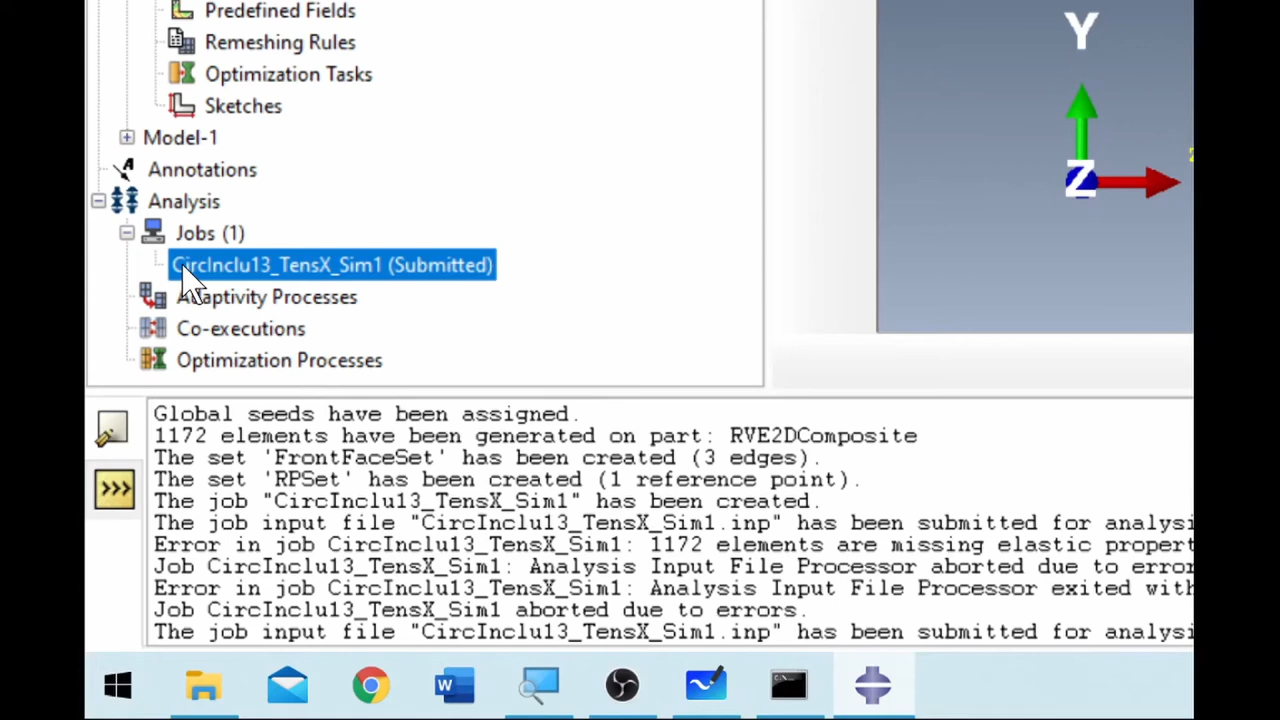 Predefined Fields
Remeshing Rules
Optimization Tasks
Sketches
Model-1
Annotations
Analysis
Jobs (1)
CircInclu13_TensX_Sim1 (Submitted)
Adaptivity Processes
Co-executions
Optimization Processes
Y
Z
Global seeds have been assigned.
1172 elements have been generated on part: RVE2DComposite
The set 'FrontFaceSet' has been created (3 edges).
The set 'RPSet' has been created (1 reference point).
The job "CircInclu13_TensX_Sim1" has been created.
The job input file "CircInclu13_TensX_Sim1.inp" has been submitted for analysi
Error in job CircInclu13_TensX_Sim1: 1172 elements are missing elastic propert
Job CircInclu13_TensX_Sim1: Analysis Input File Processor aborted due to error
Error in job CircInclu13_TensX_Sim1: Analysis Input File Processor exited with
Job CircInclu13_TensX_Sim1 aborted due to errors.
The job input file "CircInclu13_TensX_Sim1.inp" has been submitted for analysi